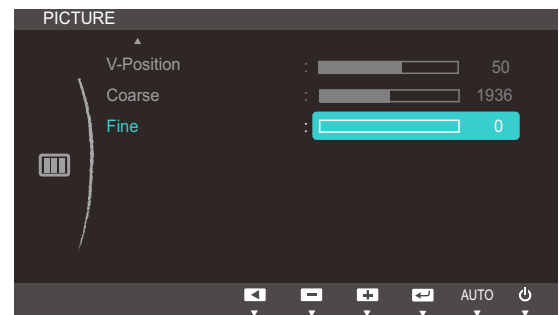 PICTURE
V-Position : 50
Coarse : 1936
Fine : 0
AUTO